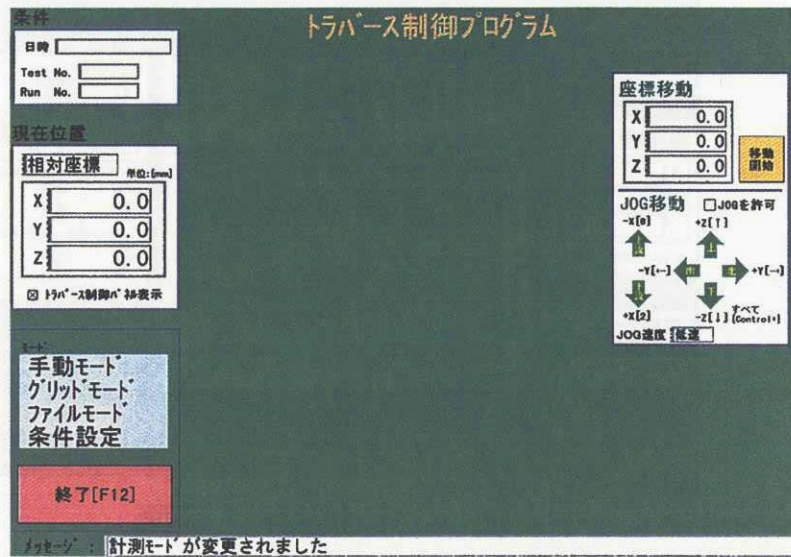 トラバース制御プログラム
条件
日時
Test No.
Run No.
現在位置
相対座標 単位:[mm]
X 0.0
Y 0.0
Z 0.0
トラバース制御パネル表示
モード
手動モード
グリッドモード
ファイルモード
条件設定
終了[F12]
メッセージ : 計測モードが変更されました
座標移動
X 0.0
Y 0.0
Z 0.0
移動
開始
JOG移動 JOGを許可
-X[8] +Z[↑]
上
-Y[←] +Y[→]
下
+X[2] -Z[↓] すべて
(Control+)
JOG速度 低速